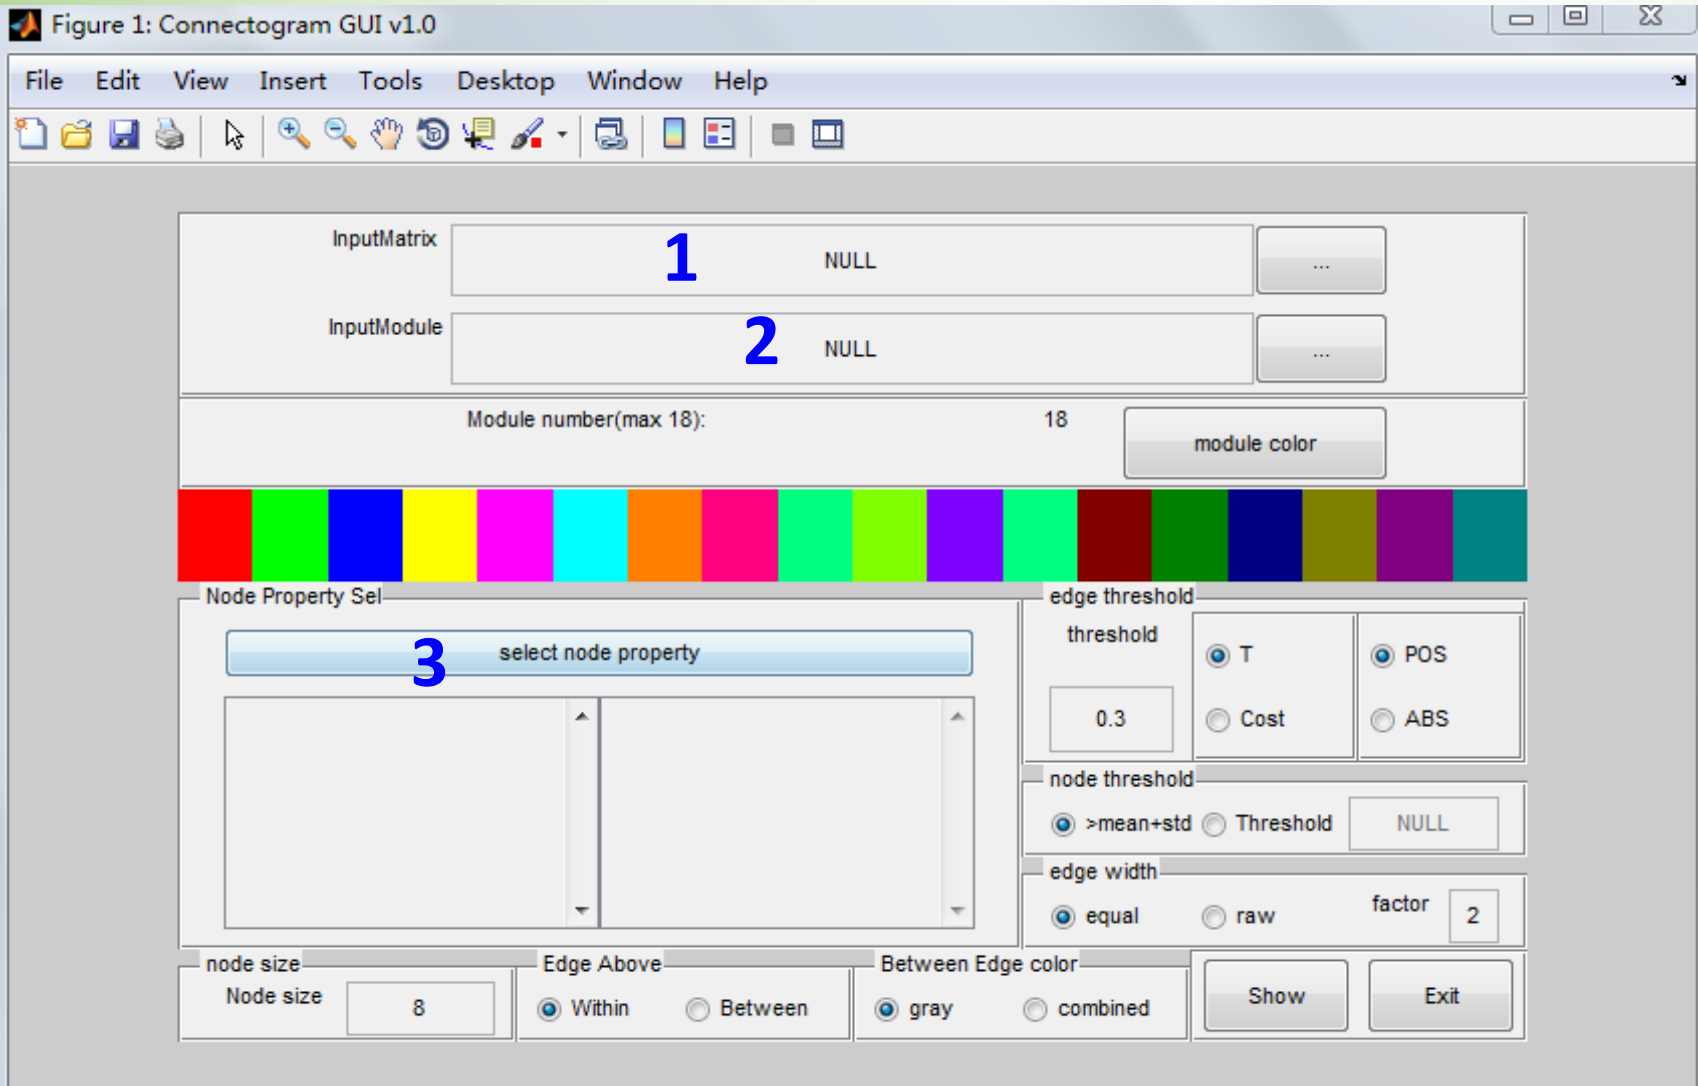 Figure 1: Connectogram GUI v1.0
File Edit View Insert Tools Desktop Window Help
InputMatrix 1 NULL ...
InputModule 2 NULL ...
Module number(max 18): 18 module color
Node Property Sel
3 select node property
edge threshold
threshold T POS
0.3 Cost ABS
node threshold
>mean+std Threshold NULL
edge width
equal raw factor 2
node size Edge Above Between Edge color
Node size 8 Within Between gray combined Show Exit